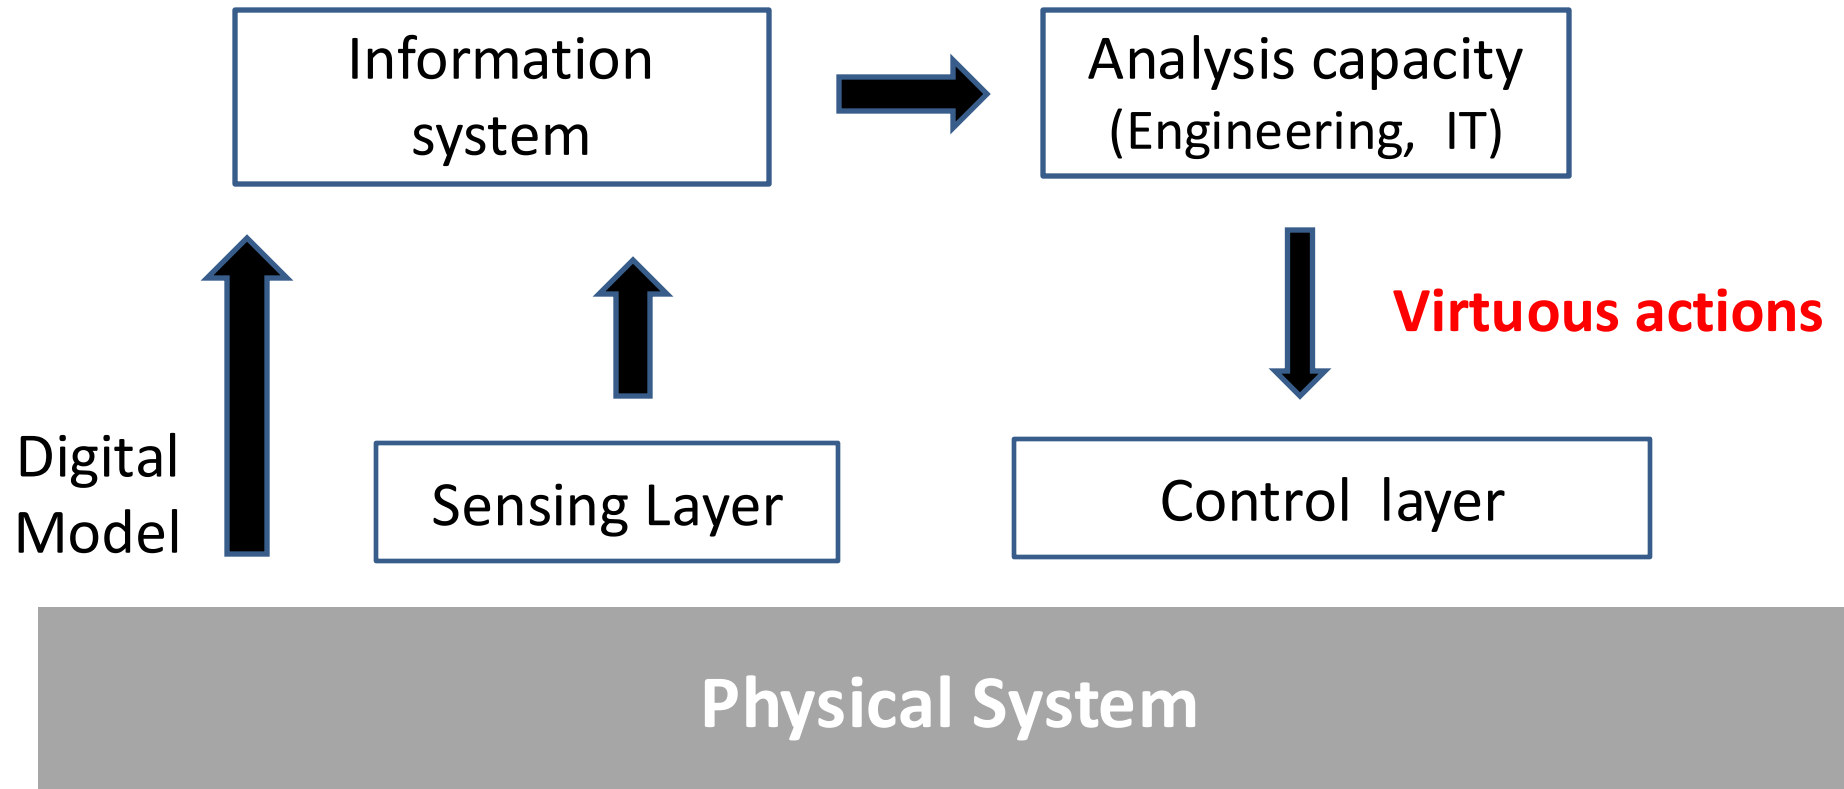 Information
system
Analysis capacity
(Engineering, IT)
Virtuous actions
Digital
Model
Sensing Layer
Control layer
Physical System